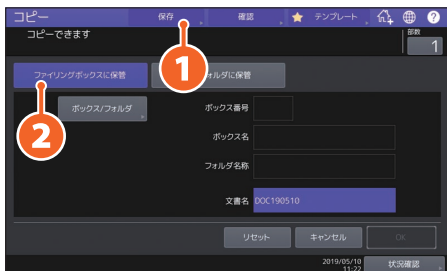 コピー 保存 確認 テンプレート ?
コピーできます 部数
1
ファイリングボックスに保管 ォルダに保管
1
2
ボックス/フォルダ ボックス番号
ボックス名
フォルダ名称
文書名 DOC190510
リセット キャンセル OK
2019/05/10
11:22
状況確認